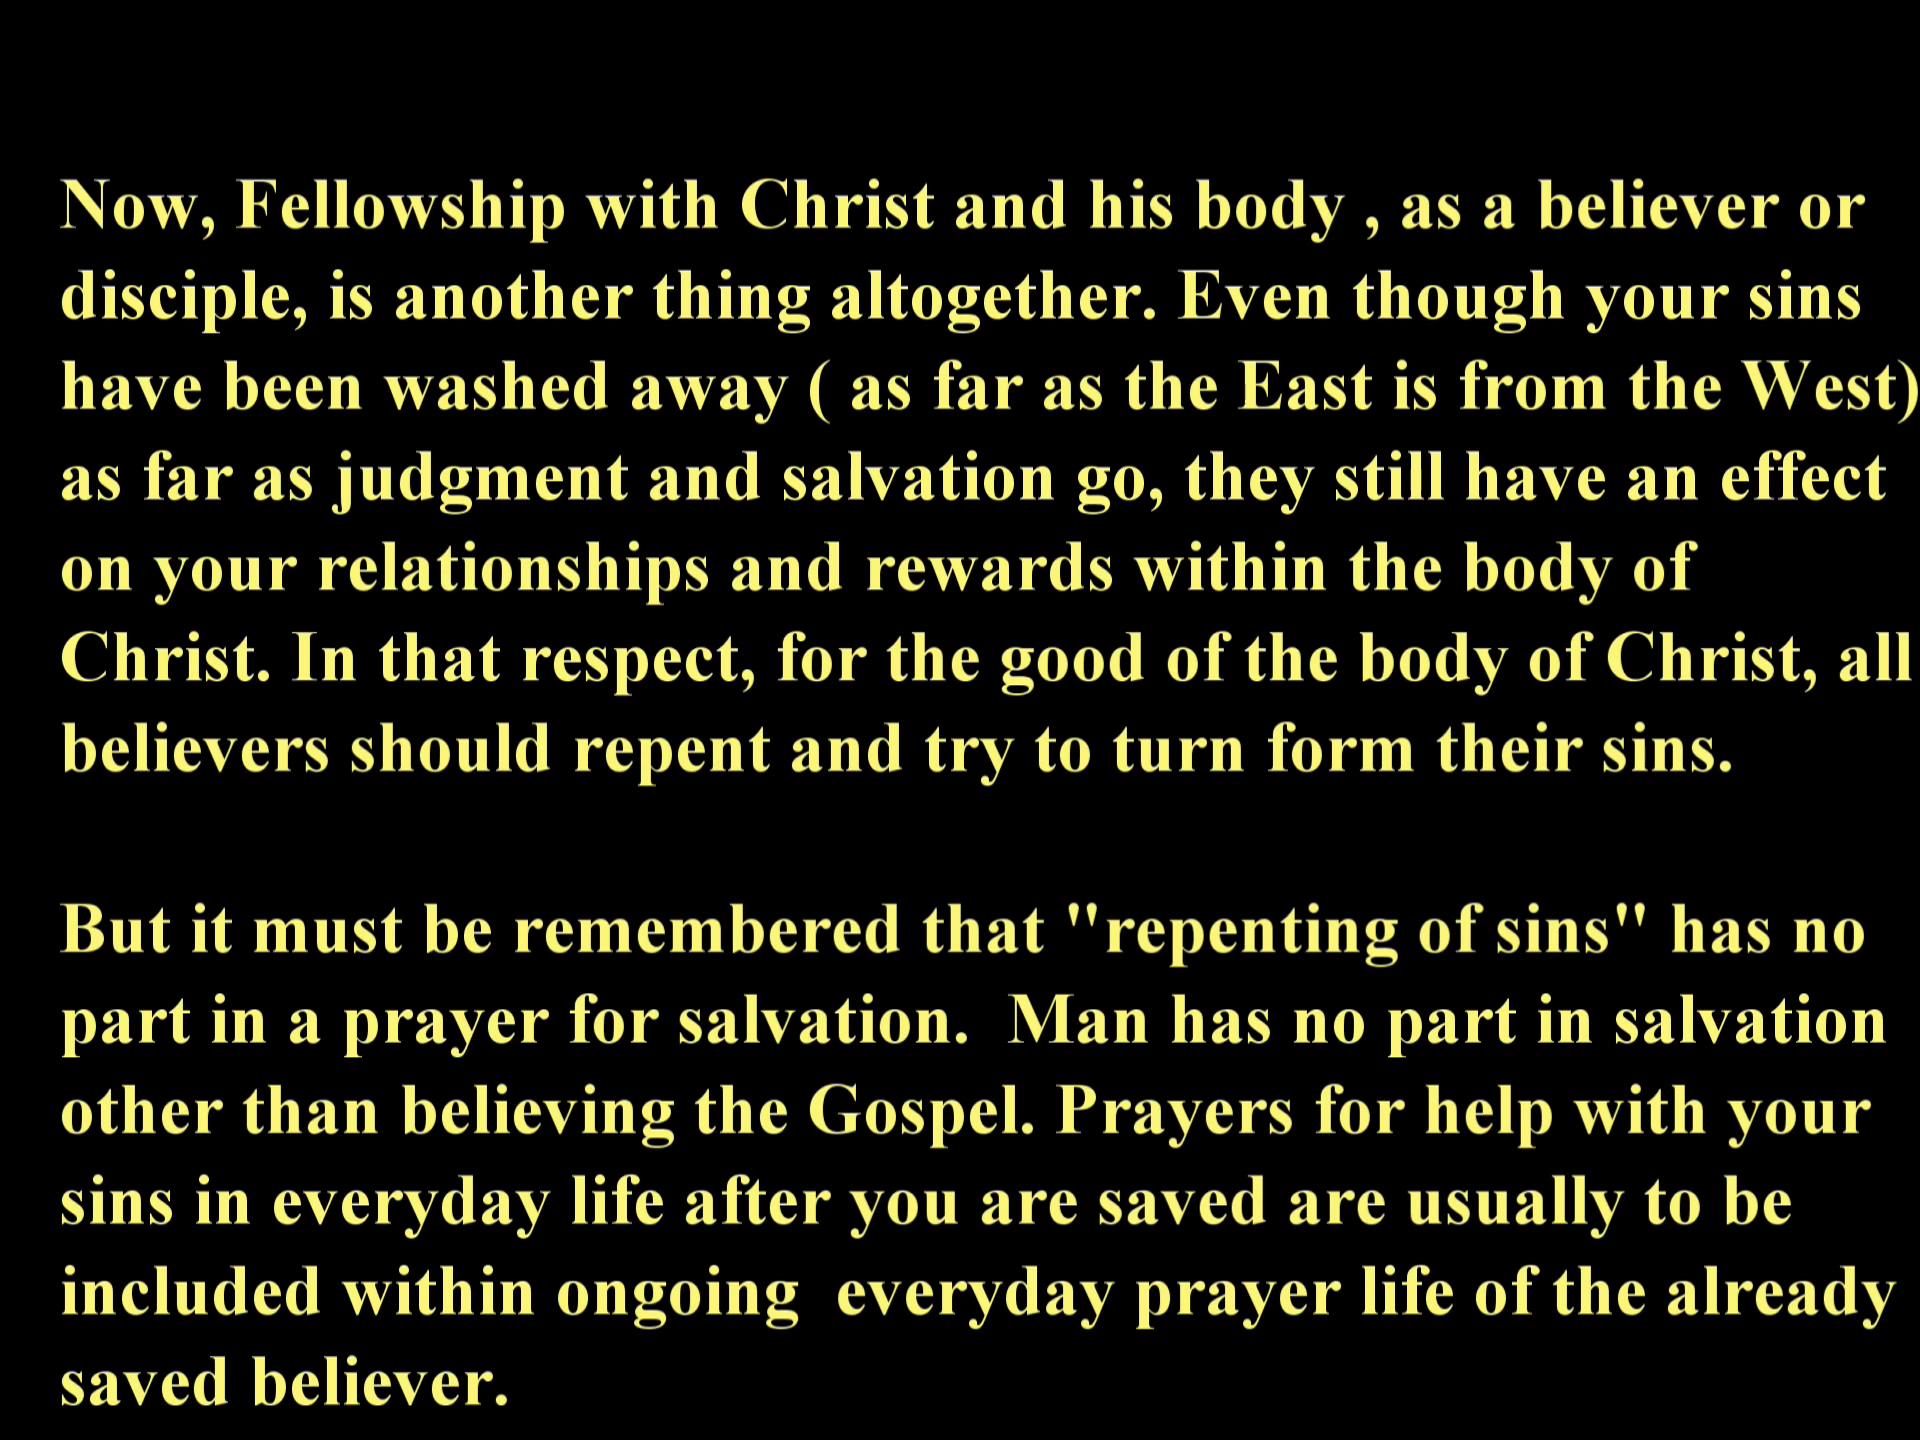 Now, Fellowship with Christ and his body , as a believer or
disciple, is another thing altogether. Even though your sins
have been washed away ( as far as the East is from the West)
as far as judgment and salvation go, they still have an effect
on your relationships and rewards within the body of
Christ. In that respect, for the good of the body of Christ, all
believers should repent and try to turn form their sins.
But it must be remembered that "repenting of sins" has no
part in a prayer for salvation.  Man has no part in salvation
other than believing the Gospel. Prayers for help with your
sins in everyday life after you are saved are usually to be
included within ongoing  everyday prayer life of the already
saved believer.